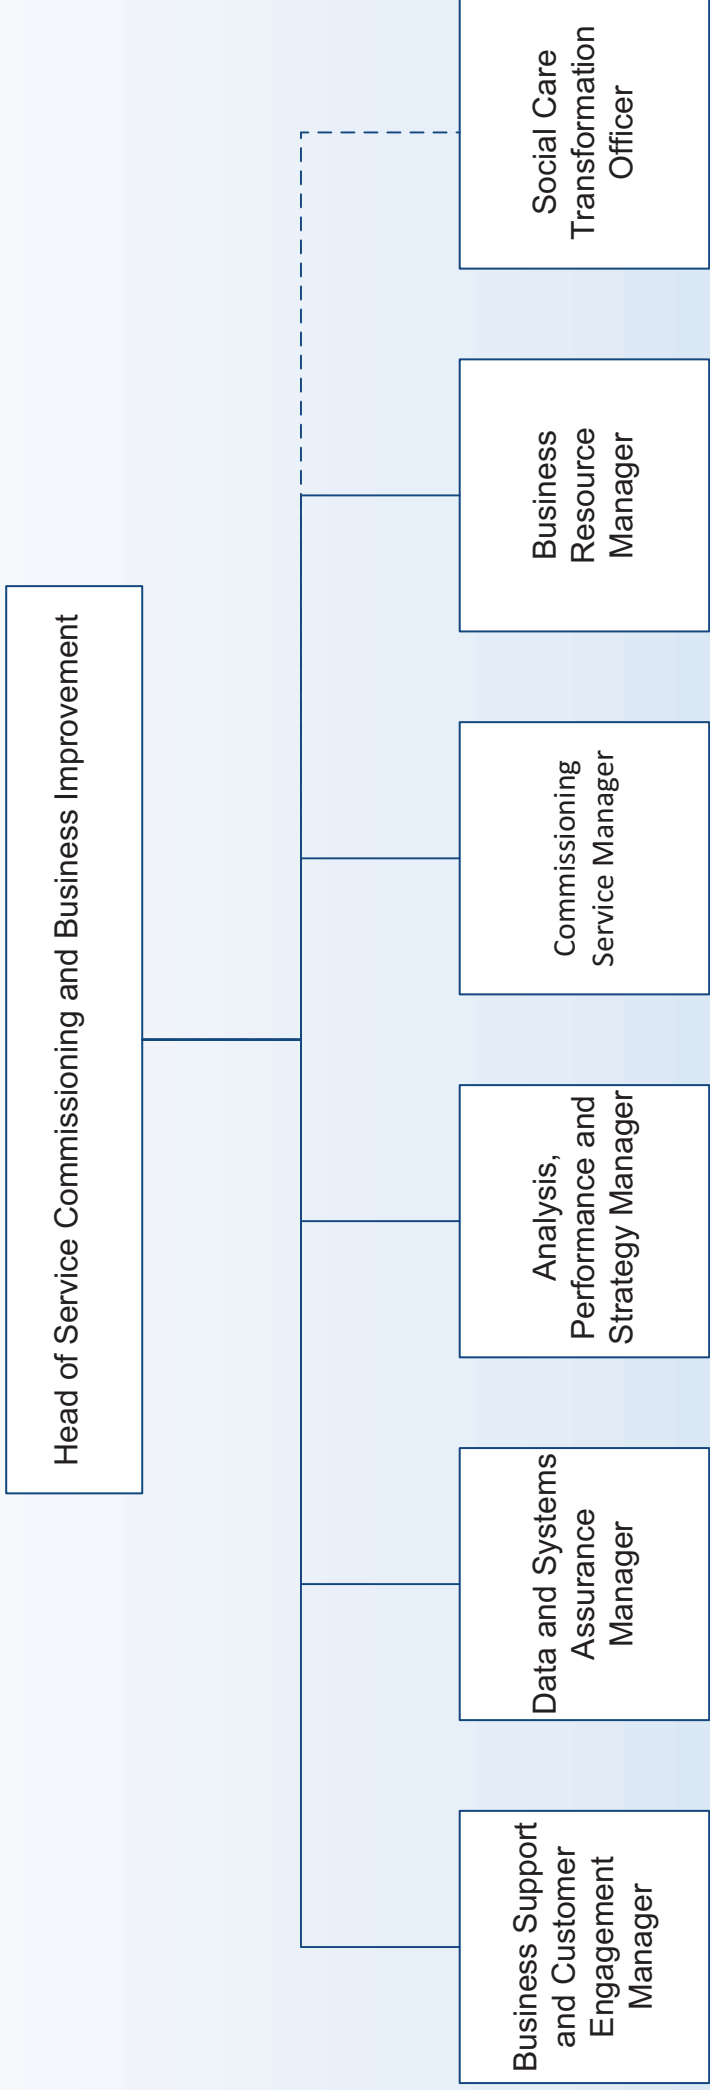 Head of Service Commissioning and Business Improvement
Business Support
and Customer
Engagement
Manager
Data and Systems
Assurance
Manager
Analysis,
Performance and
Strategy Manager
Commissioning
Service Manager
Business
Resource
Manager
Social Care
Transformation
Officer